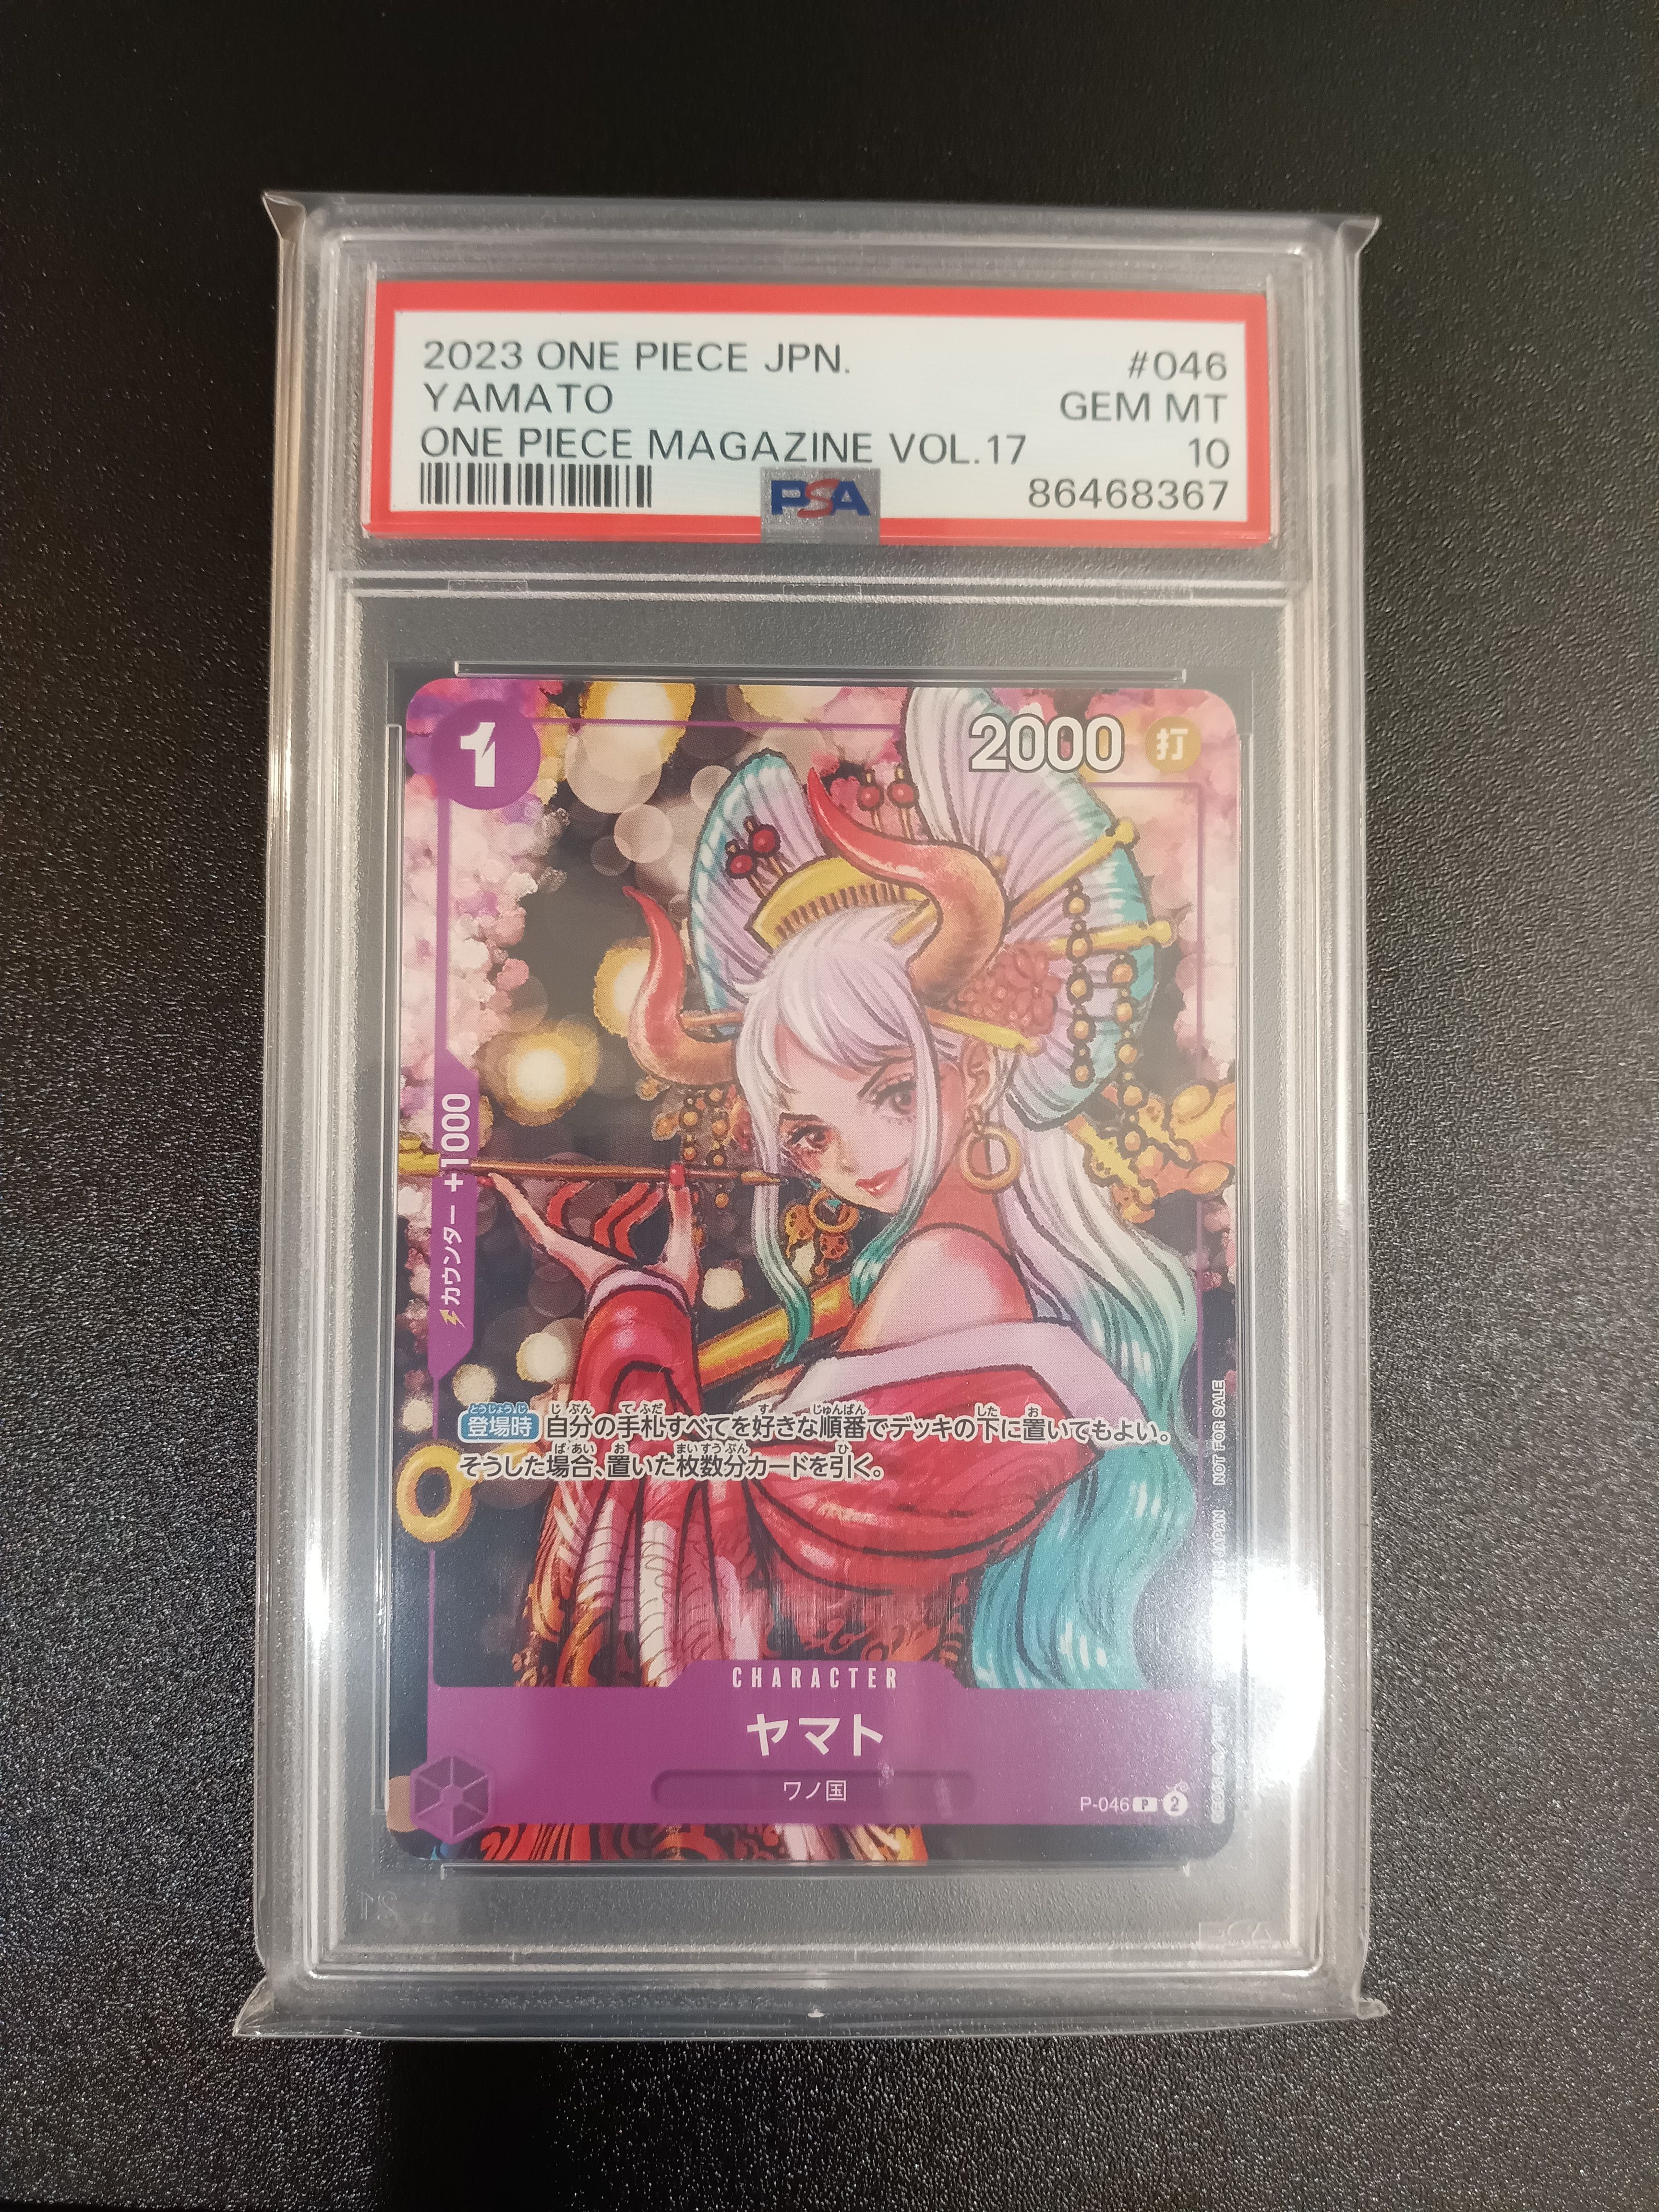 2023 ONE PIECE JPN. #046
YAMATO GEM MT
ONE PIECE MAGAZINE VOL.17 10
PSA 86468367
1
2000 打
カウンター +1000
登場時 自分の手札すべてを好きな順番でデッキの下に置いてもよい。
そうした場合、置いた枚数分カードを引く。
NOT FOR SALE
JAPAN
CHARACTER
ヤマト
ワノ国
P-046 P 2